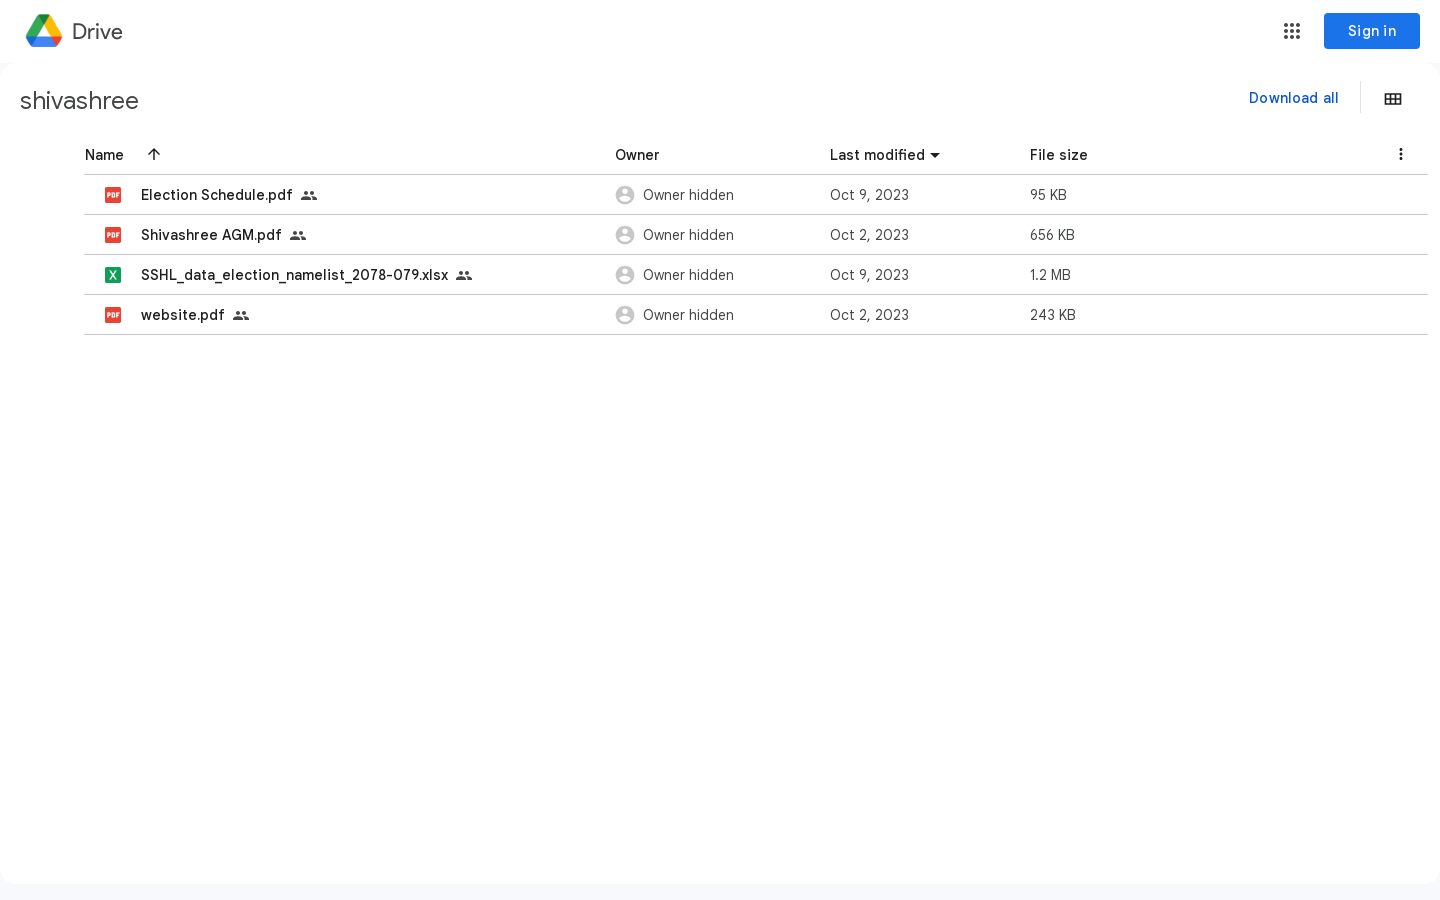 Drive
Sign in
shivashree
Download all
Name Owner Last modified File size
PDF Election Schedule.pdf Owner hidden Oct 9, 2023 95 KB
PDF Shivashree AGM.pdf Owner hidden Oct 2, 2023 656 KB
X SSHL_data_election_namelist_2078-079.xlsx Owner hidden Oct 9, 2023 1.2 MB
PDF website.pdf Owner hidden Oct 2, 2023 243 KB